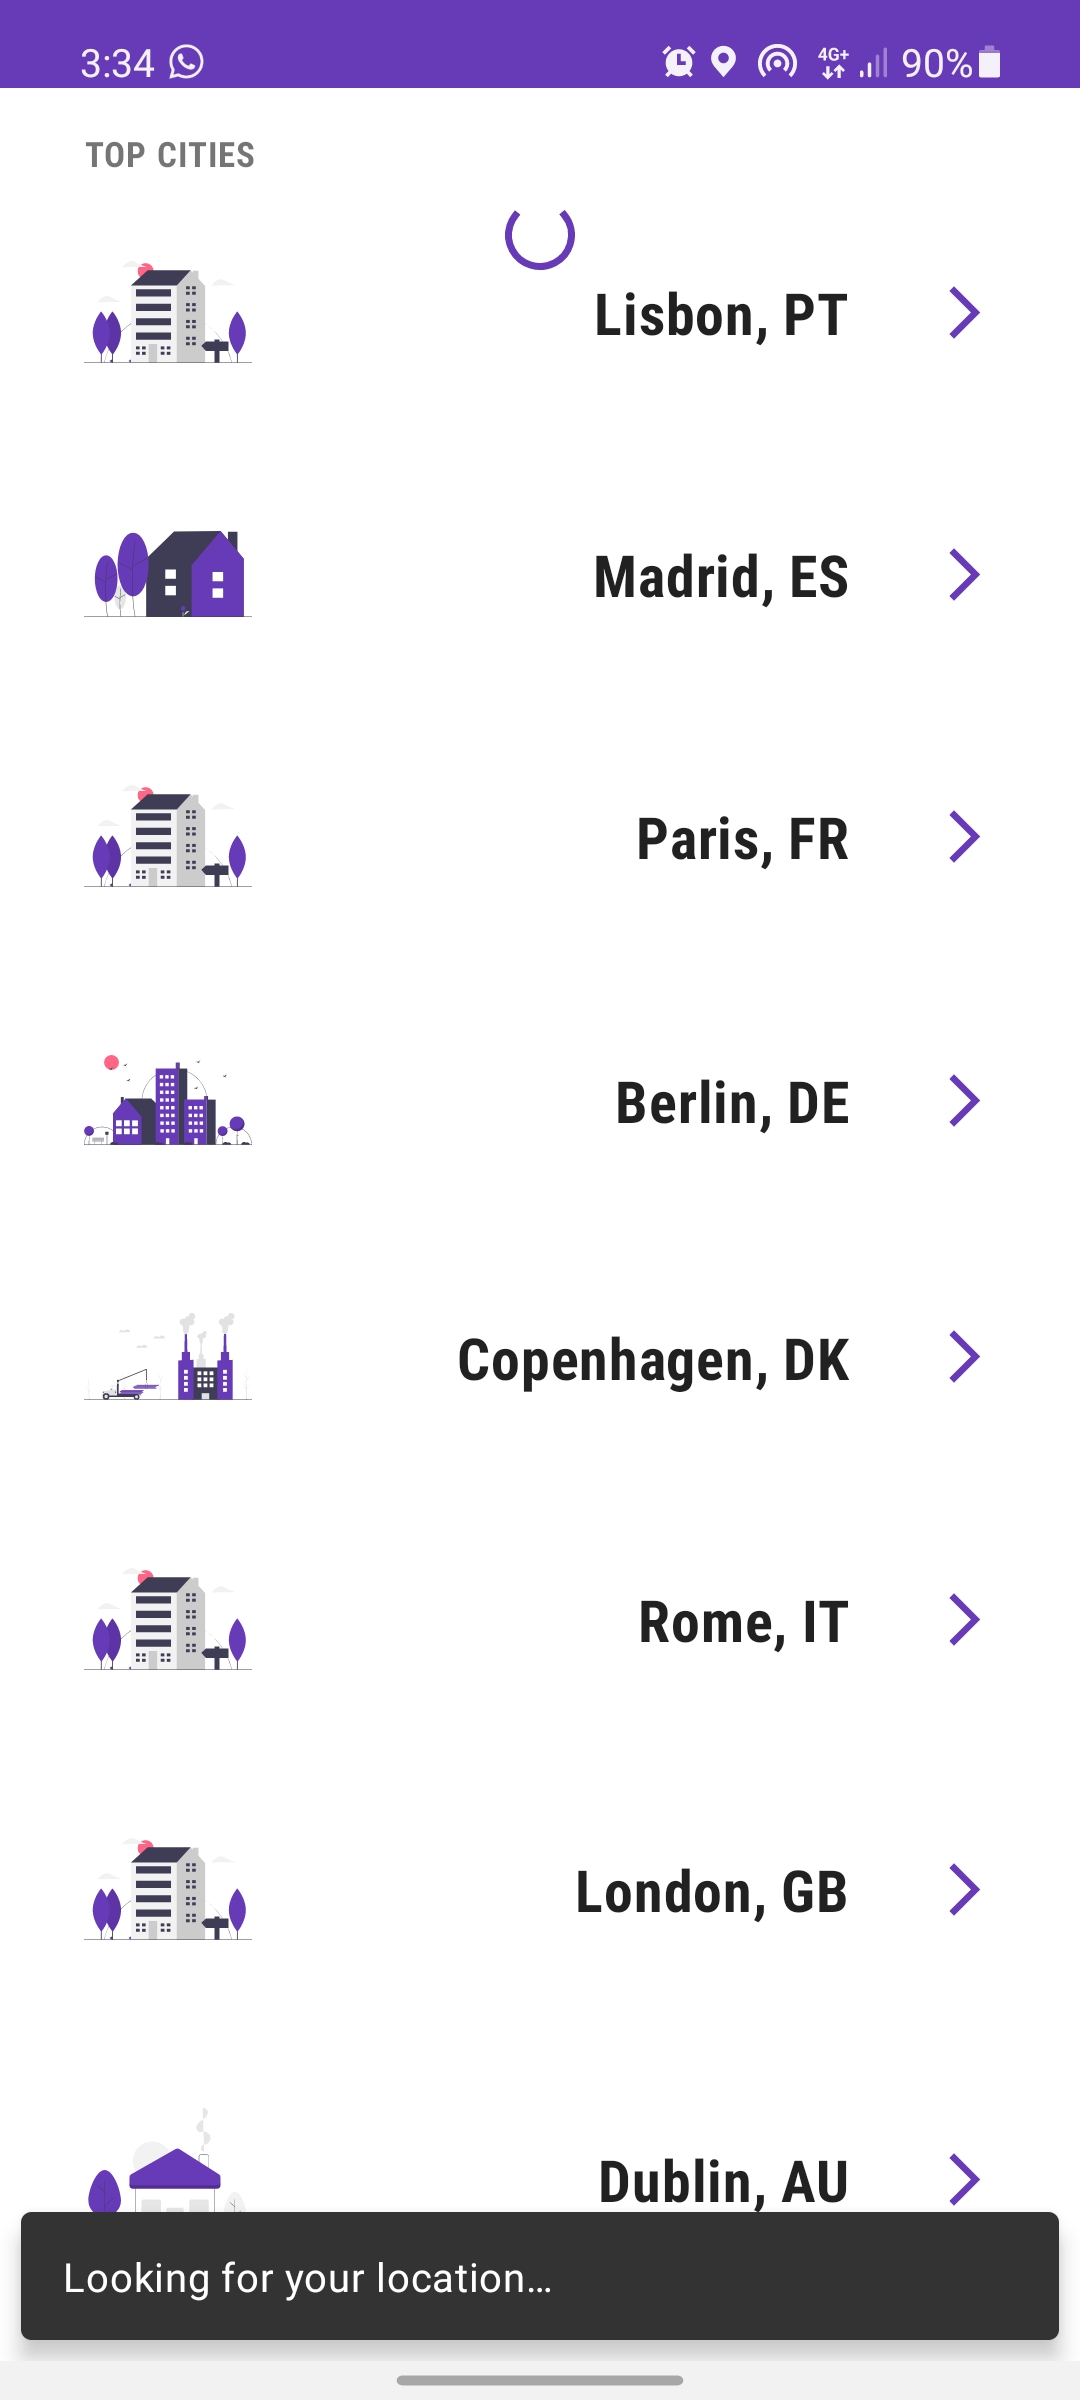 3:34
4G+
90%
TOP CITIES
Lisbon, PT
Madrid, ES
Paris, FR
Berlin, DE
Copenhagen, DK
Rome, IT
London, GB
Dublin, AU
Looking for your location...